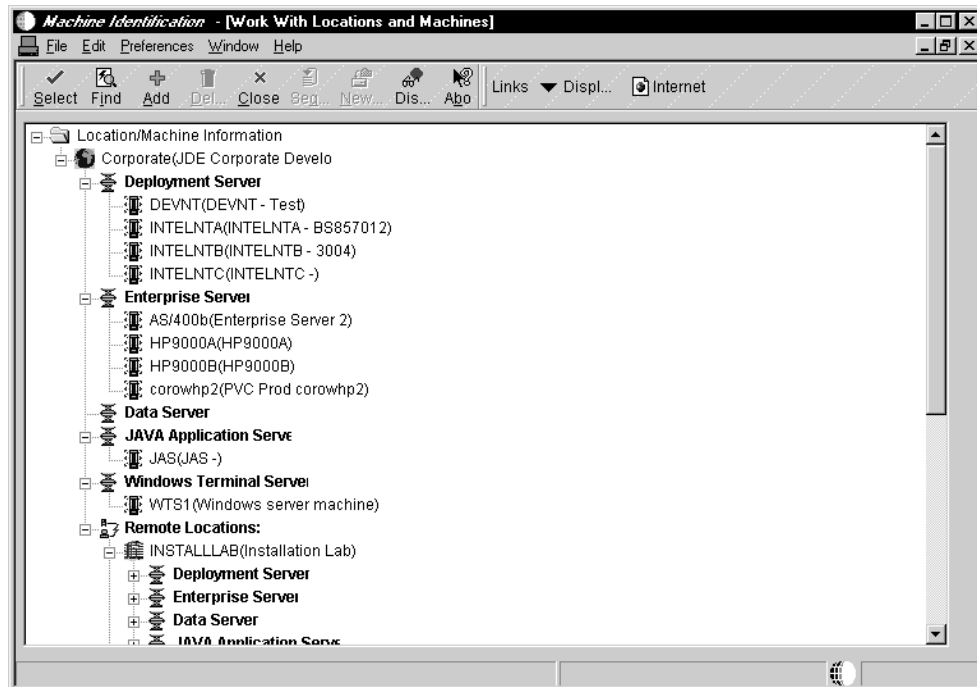 Machine Identification - [Work With Locations and Machines]
File Edit Preferences Window Help
Select Find Add Del... Close Seq... New... Dis... Abo Links Displ... Internet
Location/Machine Information
Corporate(JDE Corporate Develo
Deployment Server
DEVNT(DEVNT - Test)
INTELNTA(INTELNTA - BS857012)
INTELNTB(INTELNTB - 3004)
INTELNTC(INTELNTC -)
Enterprise Server
AS/400b(Enterprise Server 2)
HP9000A(HP9000A)
HP9000B(HP9000B)
corowhp2(PVC Prod corowhp2)
Data Server
JAVA Application Serve
JAS(JAS -)
Windows Terminal Server
WTS1(Windows server machine)
Remote Locations:
INSTALLLAB(Installation Lab)
Deployment Server
Enterprise Server
Data Server
JAVA Application Serve